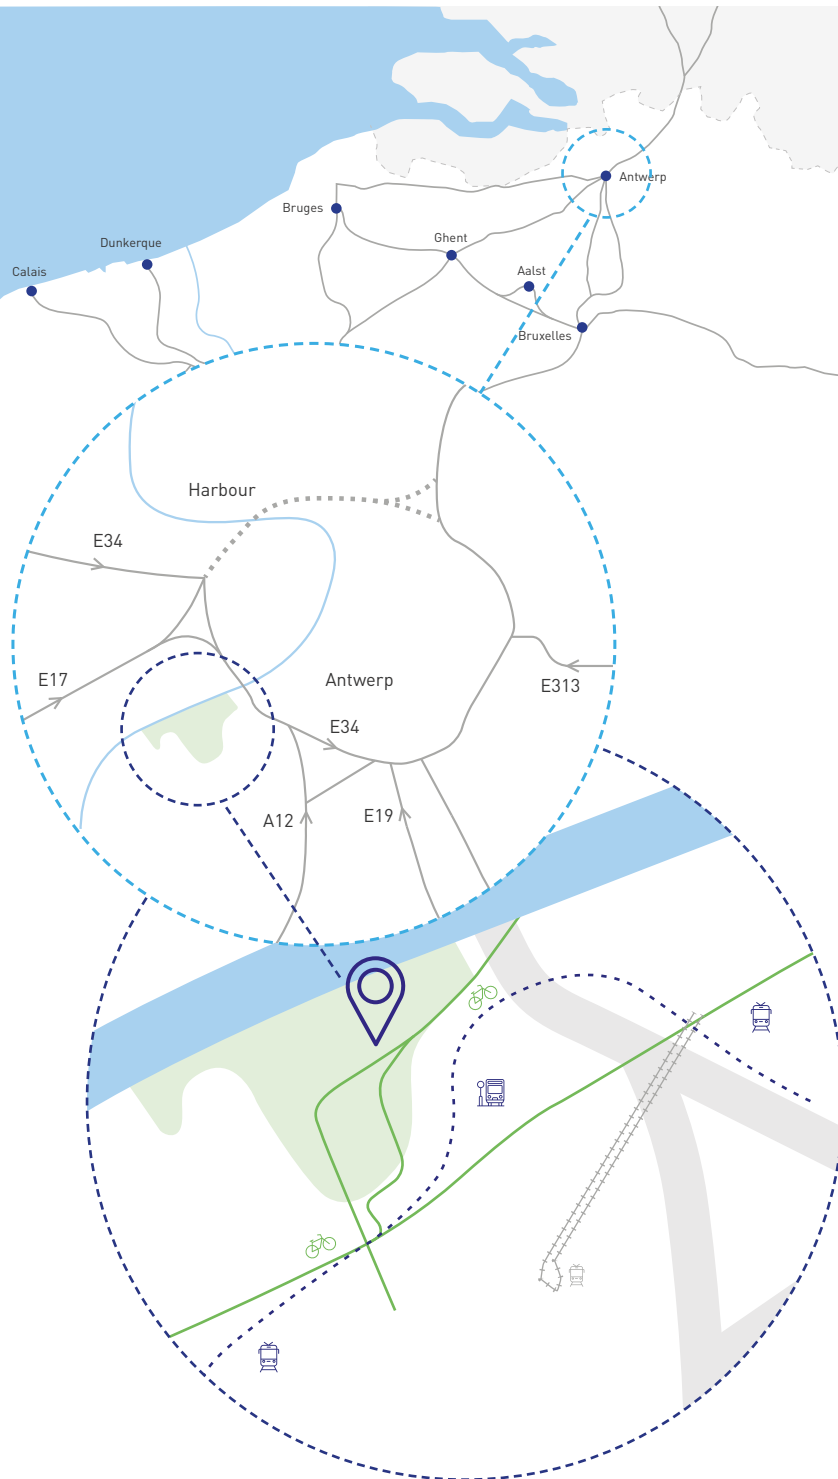 Antwerp
Bruges
Ghent
Dunkerque
Calais
Aalst
Bruxelles
Harbour
E34
E17
Antwerp
E313
E34
A12
E19